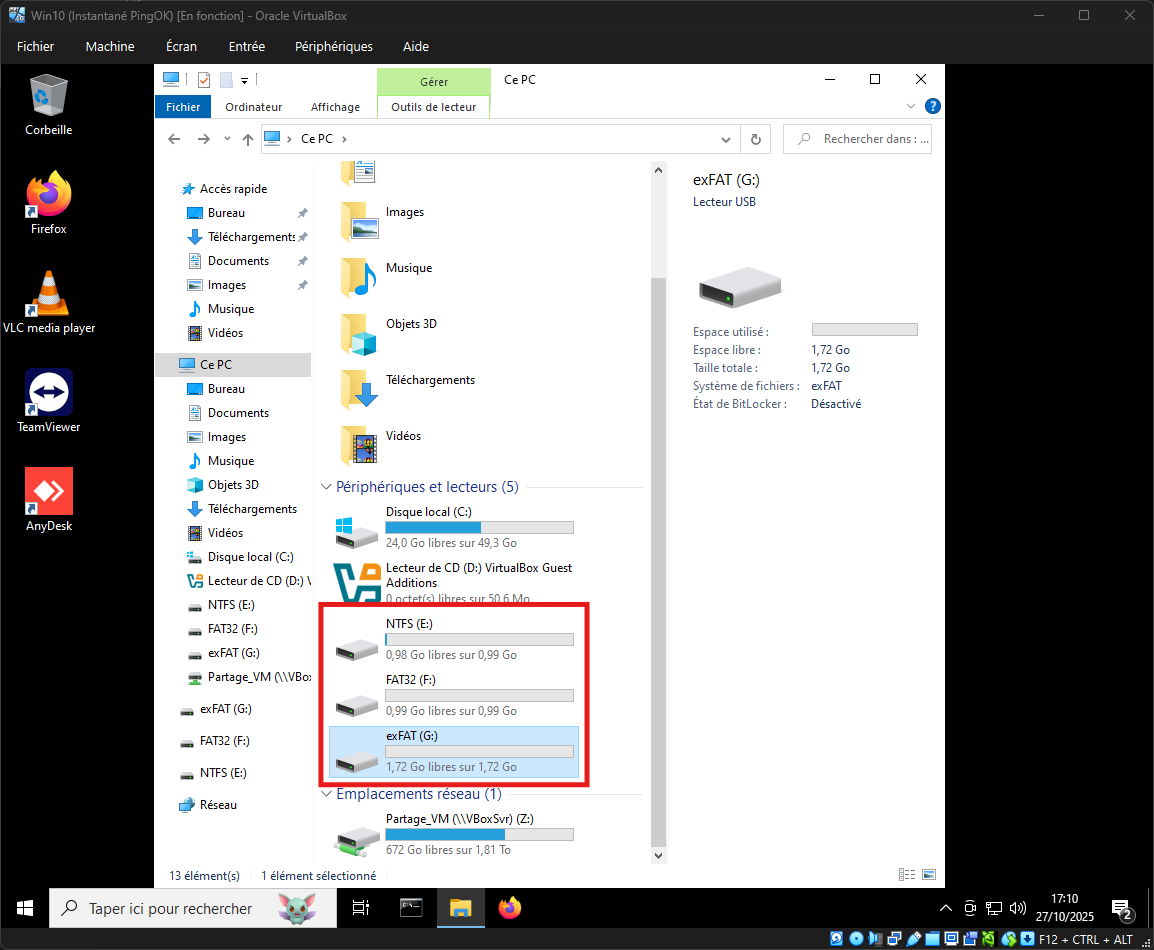 Win10 (Instantané PingOK) [En fonction] - Oracle VirtualBox
Fichier Machine Écran Entrée Périphériques Aide
Corbeille
Firefox
VLC media player
TeamViewer
AnyDesk
Gérer Ce PC
Fichier Ordinateur Affichage Outils de lecteur
Ce PC
Rechercher dans : ...
Accès rapide
Bureau
Téléchargements
Documents
Images
Musique
Vidéos
Ce PC
Bureau
Documents
Images
Musique
Objets 3D
Téléchargements
Vidéos
Disque local (C:)
Lecteur de CD (D:) V
NTFS (E:)
FAT32 (F:)
exFAT (G:)
Partage_VM (\\VBox
exFAT (G:)
FAT32 (F:)
NTFS (E:)
Réseau
Images
Musique
Objets 3D
Téléchargements
Vidéos
Périphériques et lecteurs (5)
Disque local (C:)
24,0 Go libres sur 49,3 Go
Lecteur de CD (D:) VirtualBox Guest
Additions
0 octet(s) libres sur 50,6 Mo
NTFS (E:)
0,98 Go libres sur 0,99 Go
FAT32 (F:)
0,99 Go libres sur 0,99 Go
exFAT (G:)
1,72 Go libres sur 1,72 Go
Emplacements réseau (1)
Partage_VM (\\VBoxSvr) (Z:)
672 Go libres sur 1,81 To
exFAT (G:)
Lecteur USB
Espace utilisé :
Espace libre : 1,72 Go
Taille totale : 1,72 Go
Système de fichiers : exFAT
État de BitLocker : Désactivé
13 élément(s) 1 élément sélectionné
Taper ici pour rechercher
17:10
27/10/2025
2
F12 + CTRL + ALT